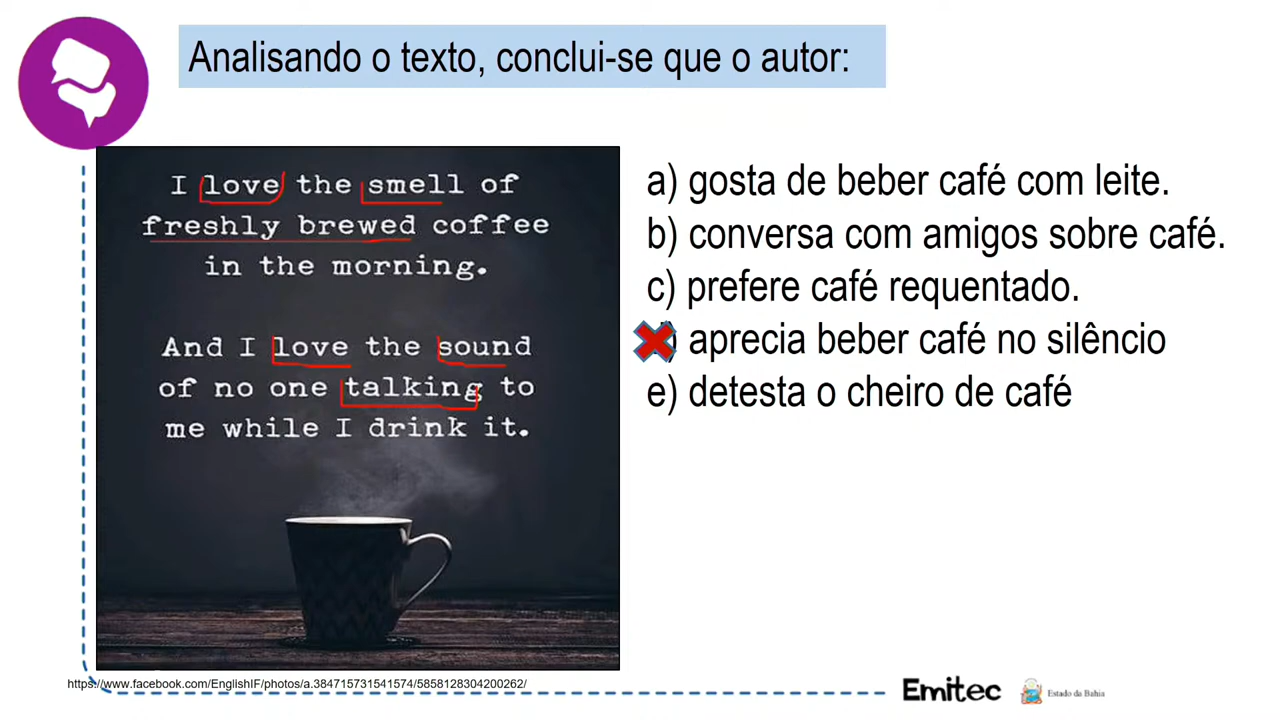 Analisando o texto, conclui-se que o autor:
I love the smell of
freshly brewed coffee
in the morning.
And I love the sound
of no one talking to
me while I drink it.
a) gosta de beber café com leite.
b) conversa com amigos sobre café.
c) prefere café requentado.
aprecia beber café no silêncio
e) detesta o cheiro de café
https://www.facebook.com/EnglishIF/photos/a.384715731541574/5858128304200262/
Emitec
Estado da Bahia